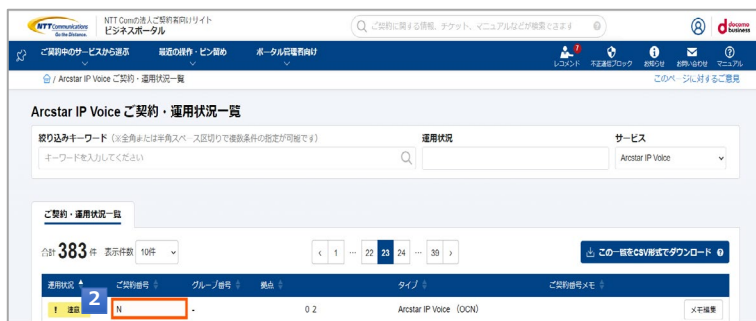 NTT Communications
Go the Distance.
NTT Comの法人ご契約者向けサイト
ビジネスポータル
ご契約に関する情報、チケット、マニュアルなどが検索できます
docomo
business
ご契約中のサービスから選ぶ
最近の操作・ピン留め
ポータル管理者向け
レコメンド
不正通信ブロック
お知らせ
お問い合わせ
マニュアル
/ Arcstar IP Voice ご契約・運用状況一覧
このページに対するご意見
Arcstar IP Voice ご契約・運用状況一覧
絞り込みキーワード (※全角または半角スペース区切りで複数条件の指定が可能です)
運用状況
サービス
キーワードを入力してください
Arcstar IP Voice
ご契約・運用状況一覧
合計 383 件 表示件数 10件
‹ 1 ... 22 23 24 ... 39 ›
この一覧をCSV形式でダウンロード
運用状況 ご契約番号 グループ番号 拠点 タイプ ご契約番号メモ
2
! 注意 N - 0 2 Arcstar IP Voice (OCN) メモ編集